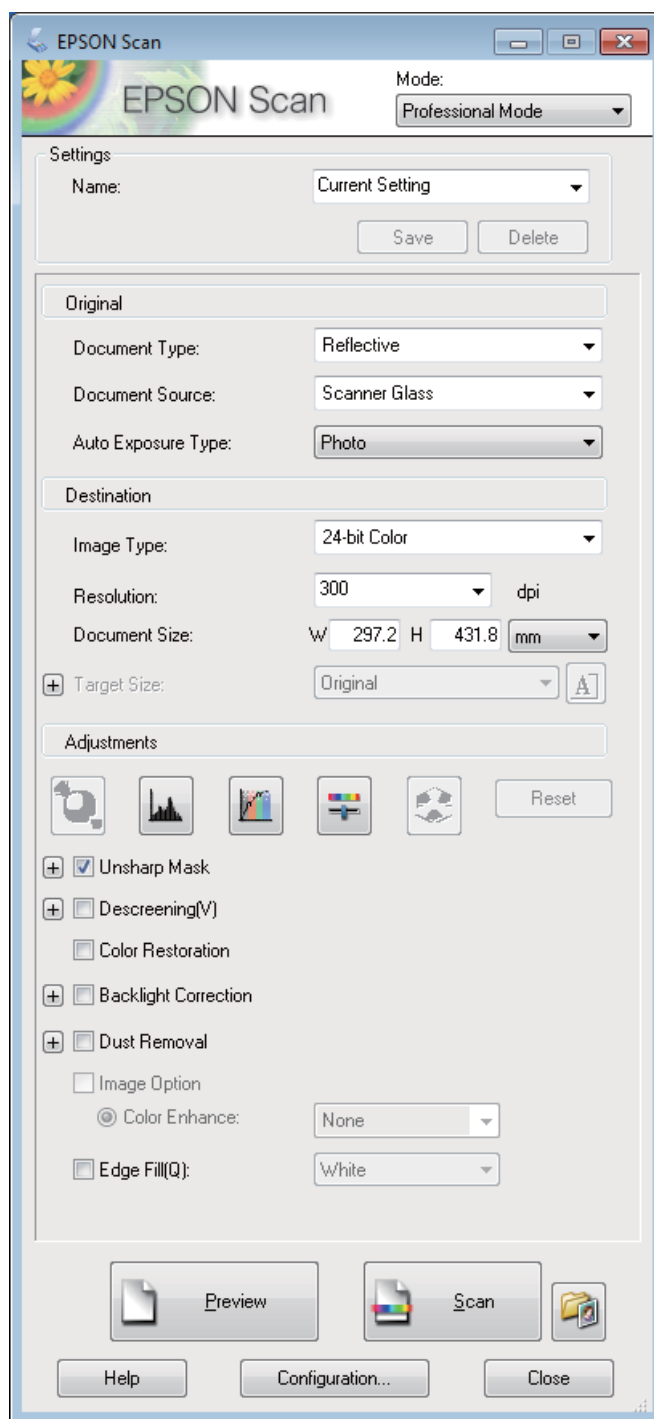 EPSON Scan
EPSON Scan
Mode:
Professional Mode
Settings
Name: Current Setting
Save Delete
Original
Document Type: Reflective
Document Source: Scanner Glass
Auto Exposure Type: Photo
Destination
Image Type: 24-bit Color
Resolution: 300 dpi
Document Size: W 297.2 H 431.8 mm
Target Size: Original A
Adjustments
Reset
Unsharp Mask
Descreening(V)
Color Restoration
Backlight Correction
Dust Removal
Image Option
Color Enhance: None
Edge Fill(Q): White
Preview Scan
Help Configuration... Close